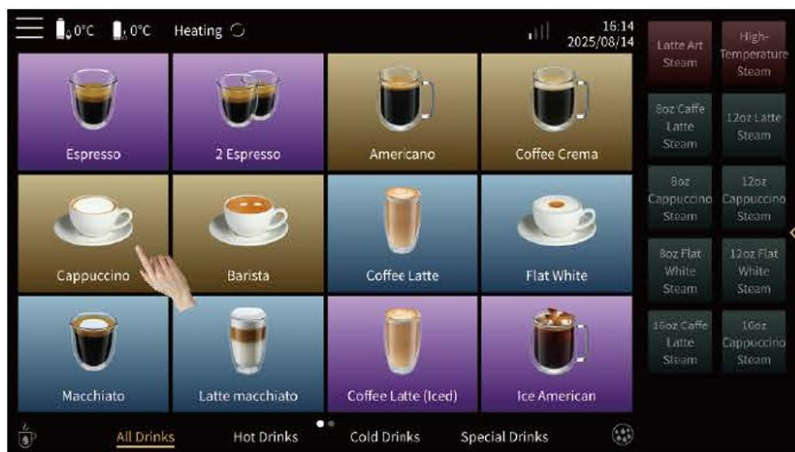 0°C
0°C
Heating
16:14
2025/08/14
Espresso
2 Espresso
Americano
Coffee Crema
Cappuccino
Barista
Coffee Latte
Flat White
Macchiato
Latte macchiato
Coffee Latte (Iced)
Ice American
All Drinks
Hot Drinks
Cold Drinks
Special Drinks
Latte Art
Steam
High-
Temperature
Steam
8oz Caffe
Latte
Steam
12oz Latte
Steam
8oz
Cappuccino
Steam
12oz
Cappuccino
Steam
8oz Flat
White
Steam
12oz Flat
White
Steam
16oz Caffe
Latte
Steam
16oz
Cappuccino
Steam